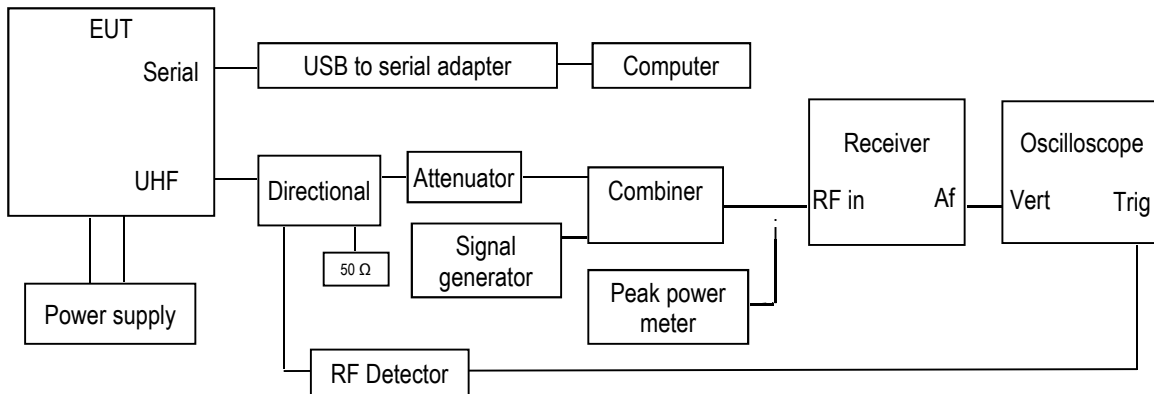 EUT
Serial
USB to serial adapter
Computer
UHF
Directional
Attenuator
Combiner
Receiver
RF in
Af
Oscilloscope
Vert
Trig
Signal
generator
50 Ω
Peak power
meter
Power supply
RF Detector